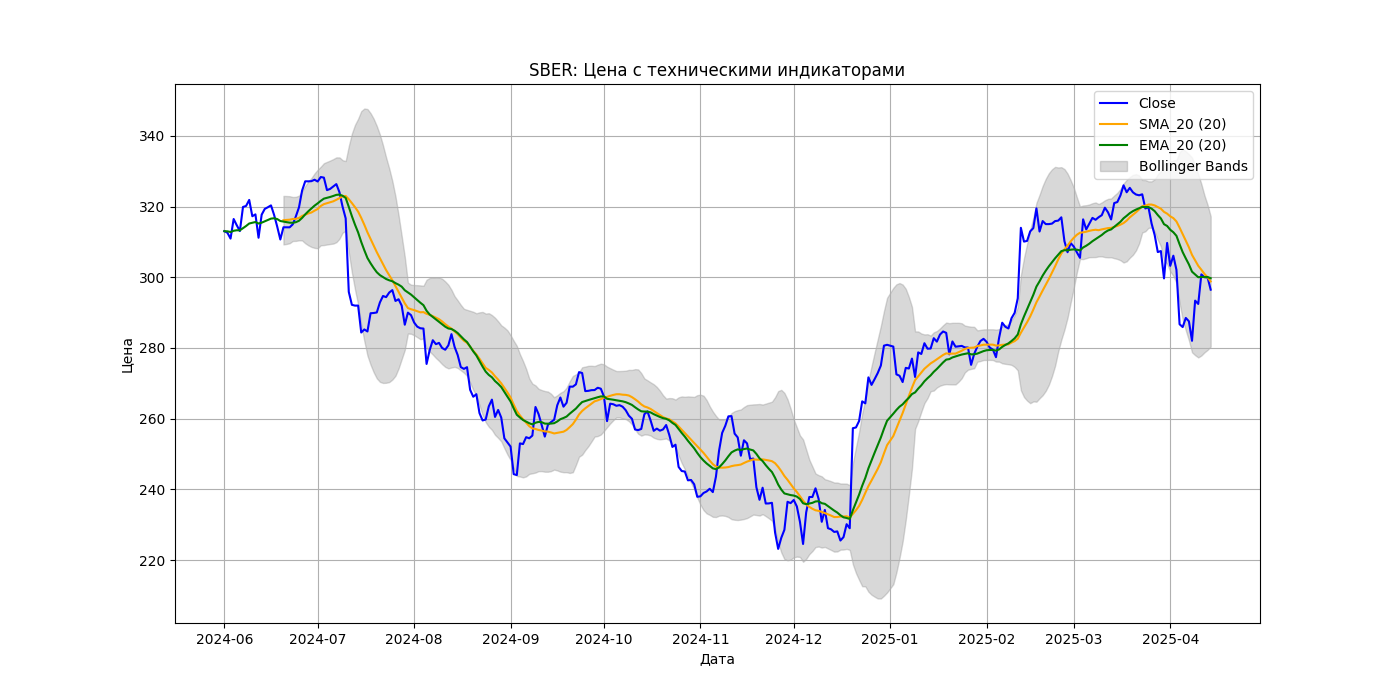 SBER: Цена с техническими индикаторами
Close
SMA_20 (20)
EMA_20 (20)
Bollinger Bands
Цена
340
320
300
280
260
240
220
2024-06 2024-07 2024-08 2024-09 2024-10 2024-11 2024-12 2025-01 2025-02 2025-03 2025-04
Дата